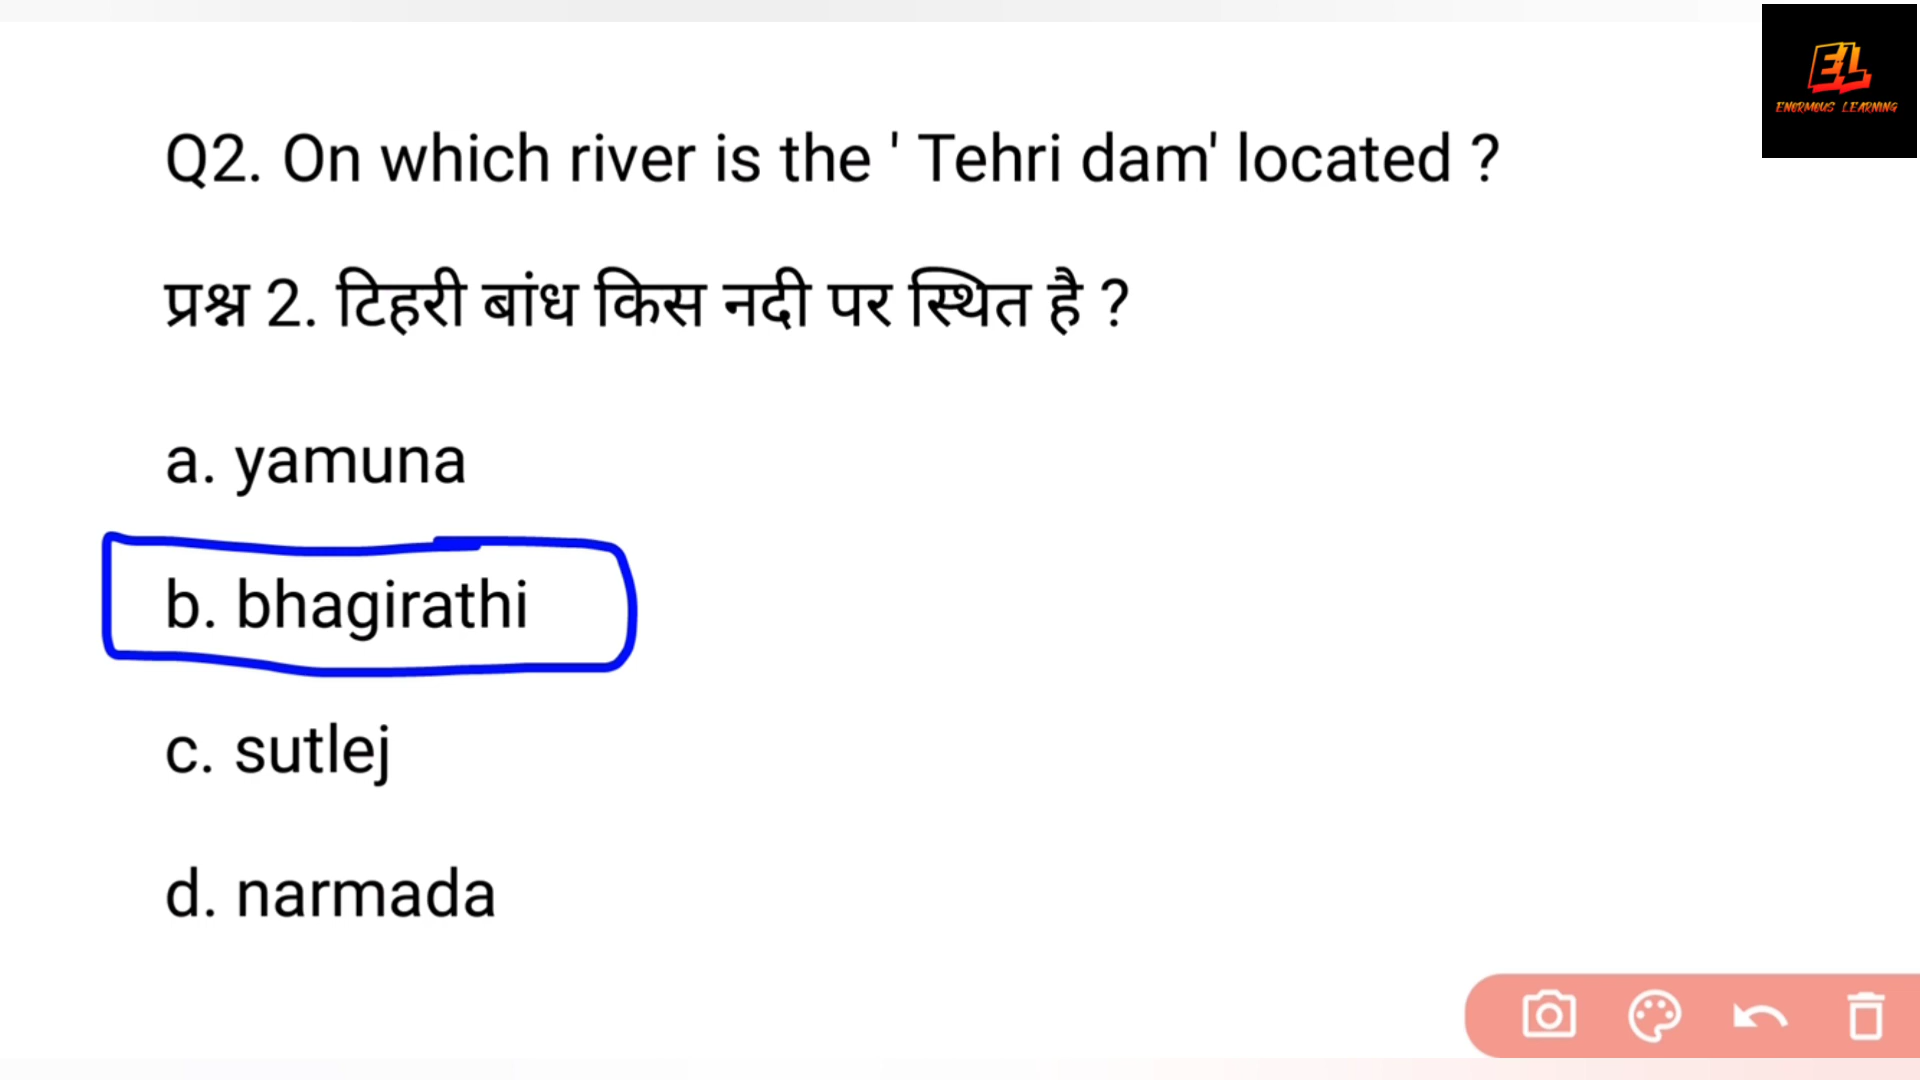 EL
ENORMOUS LEARNING
Q2. On which river is the ' Tehri dam' located ?
प्रश्न 2. टिहरी बांध किस नदी पर स्थित है ?
a. yamuna
b. bhagirathi
c. sutlej
d. narmada